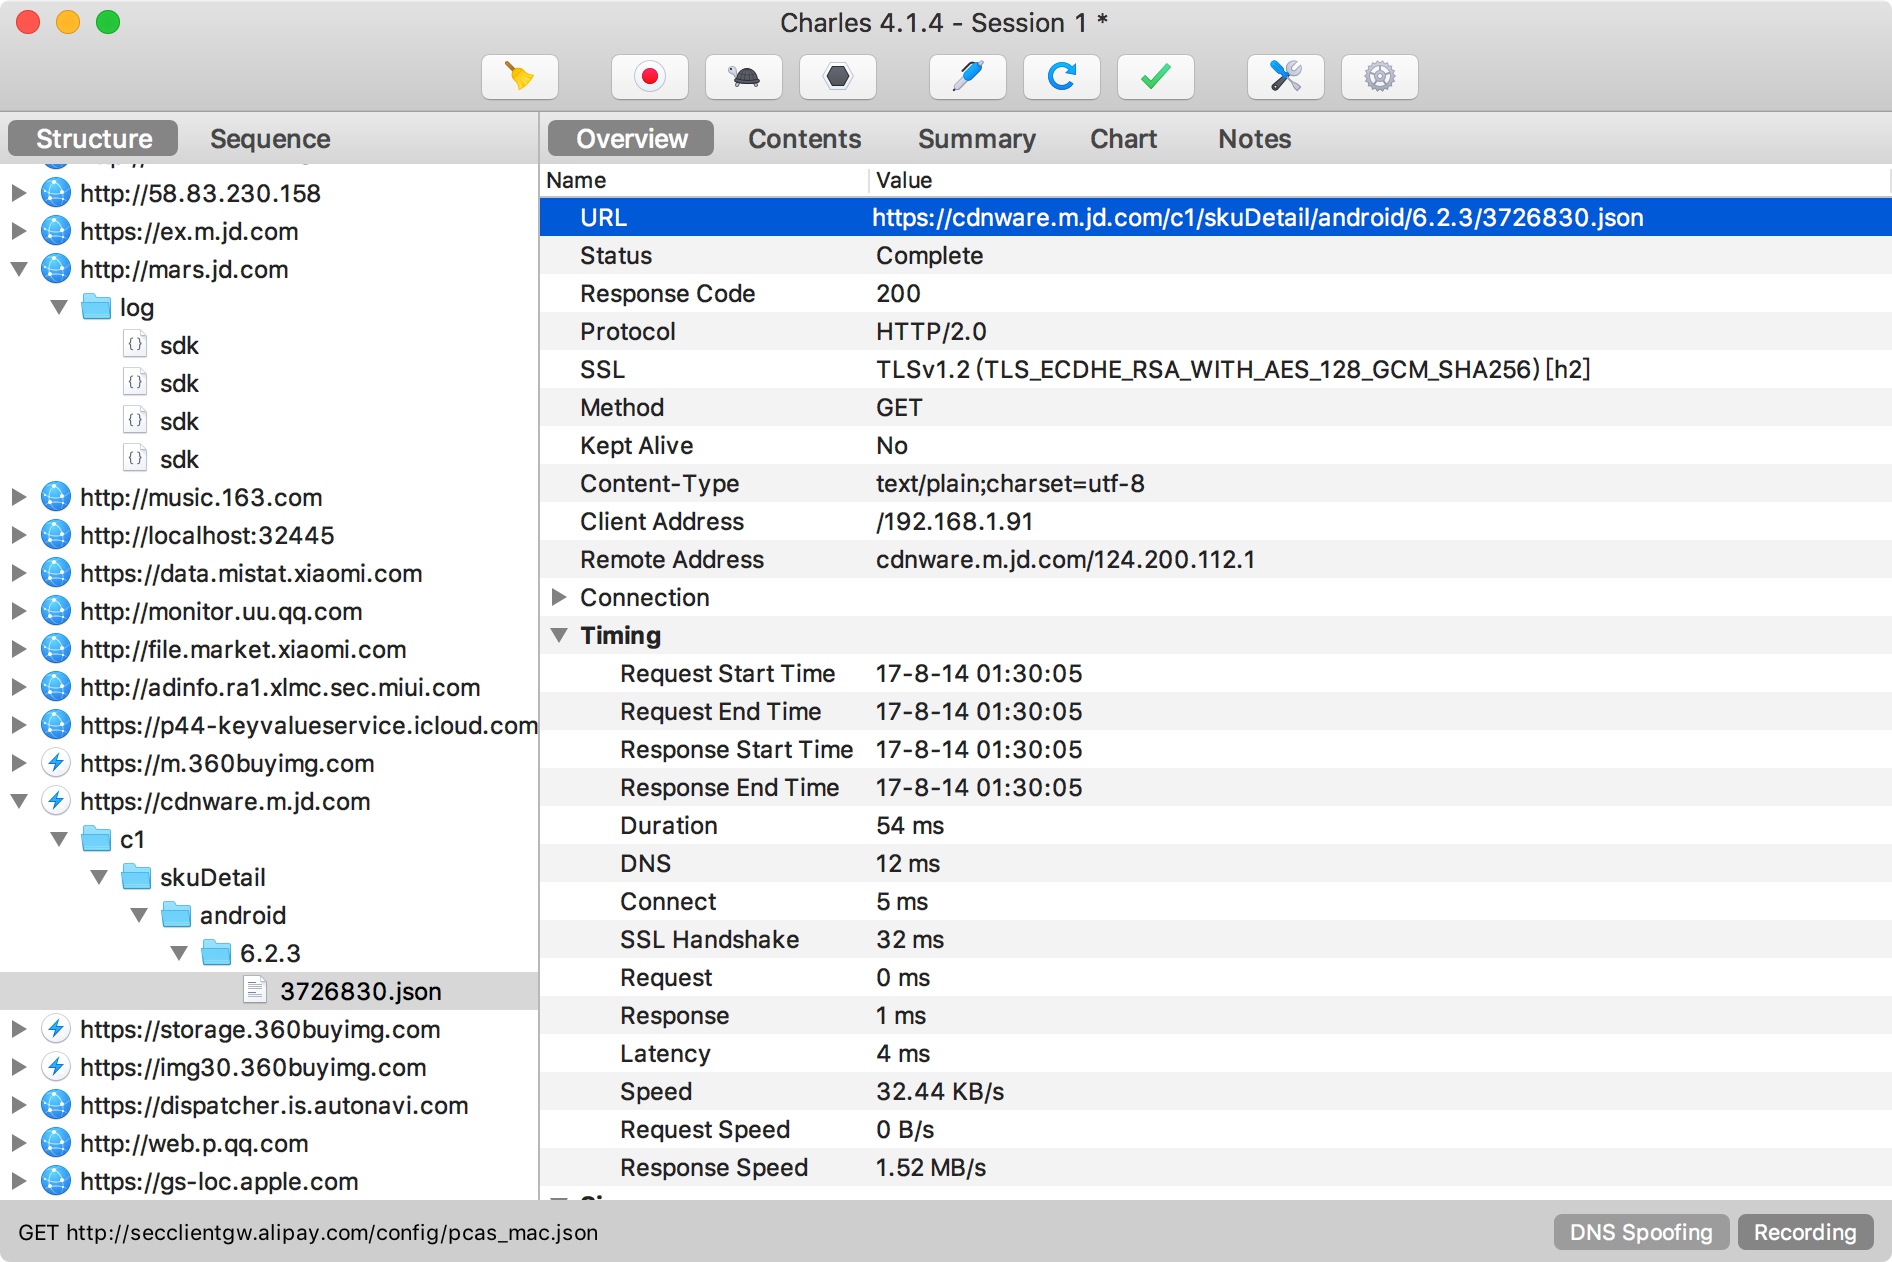 Charles 4.1.4 - Session 1 *
Structure
Sequence
http://58.83.230.158
https://ex.m.jd.com
http://mars.jd.com
log
{} sdk
{} sdk
{} sdk
{} sdk
http://music.163.com
http://localhost:32445
https://data.mistat.xiaomi.com
http://monitor.uu.qq.com
http://file.market.xiaomi.com
http://adinfo.ra1.xlmc.sec.miui.com
https://p44-keyvalueservice.icloud.com
https://m.360buyimg.com
https://cdnware.m.jd.com
c1
skuDetail
android
6.2.3
3726830.json
https://storage.360buyimg.com
https://img30.360buyimg.com
https://dispatcher.is.autonavi.com
http://web.p.qq.com
https://gs-loc.apple.com
Overview
Contents
Summary
Chart
Notes
Name Value
URL https://cdnware.m.jd.com/c1/skuDetail/android/6.2.3/3726830.json
Status Complete
Response Code 200
Protocol HTTP/2.0
SSL TLSv1.2 (TLS_ECDHE_RSA_WITH_AES_128_GCM_SHA256) [h2]
Method GET
Kept Alive No
Content-Type text/plain;charset=utf-8
Client Address /192.168.1.91
Remote Address cdnware.m.jd.com/124.200.112.1
Connection
Timing
Request Start Time 17-8-14 01:30:05
Request End Time 17-8-14 01:30:05
Response Start Time 17-8-14 01:30:05
Response End Time 17-8-14 01:30:05
Duration 54 ms
DNS 12 ms
Connect 5 ms
SSL Handshake 32 ms
Request 0 ms
Response 1 ms
Latency 4 ms
Speed 32.44 KB/s
Request Speed 0 B/s
Response Speed 1.52 MB/s
GET http://secclientgw.alipay.com/config/pcas_mac.json
DNS Spoofing
Recording